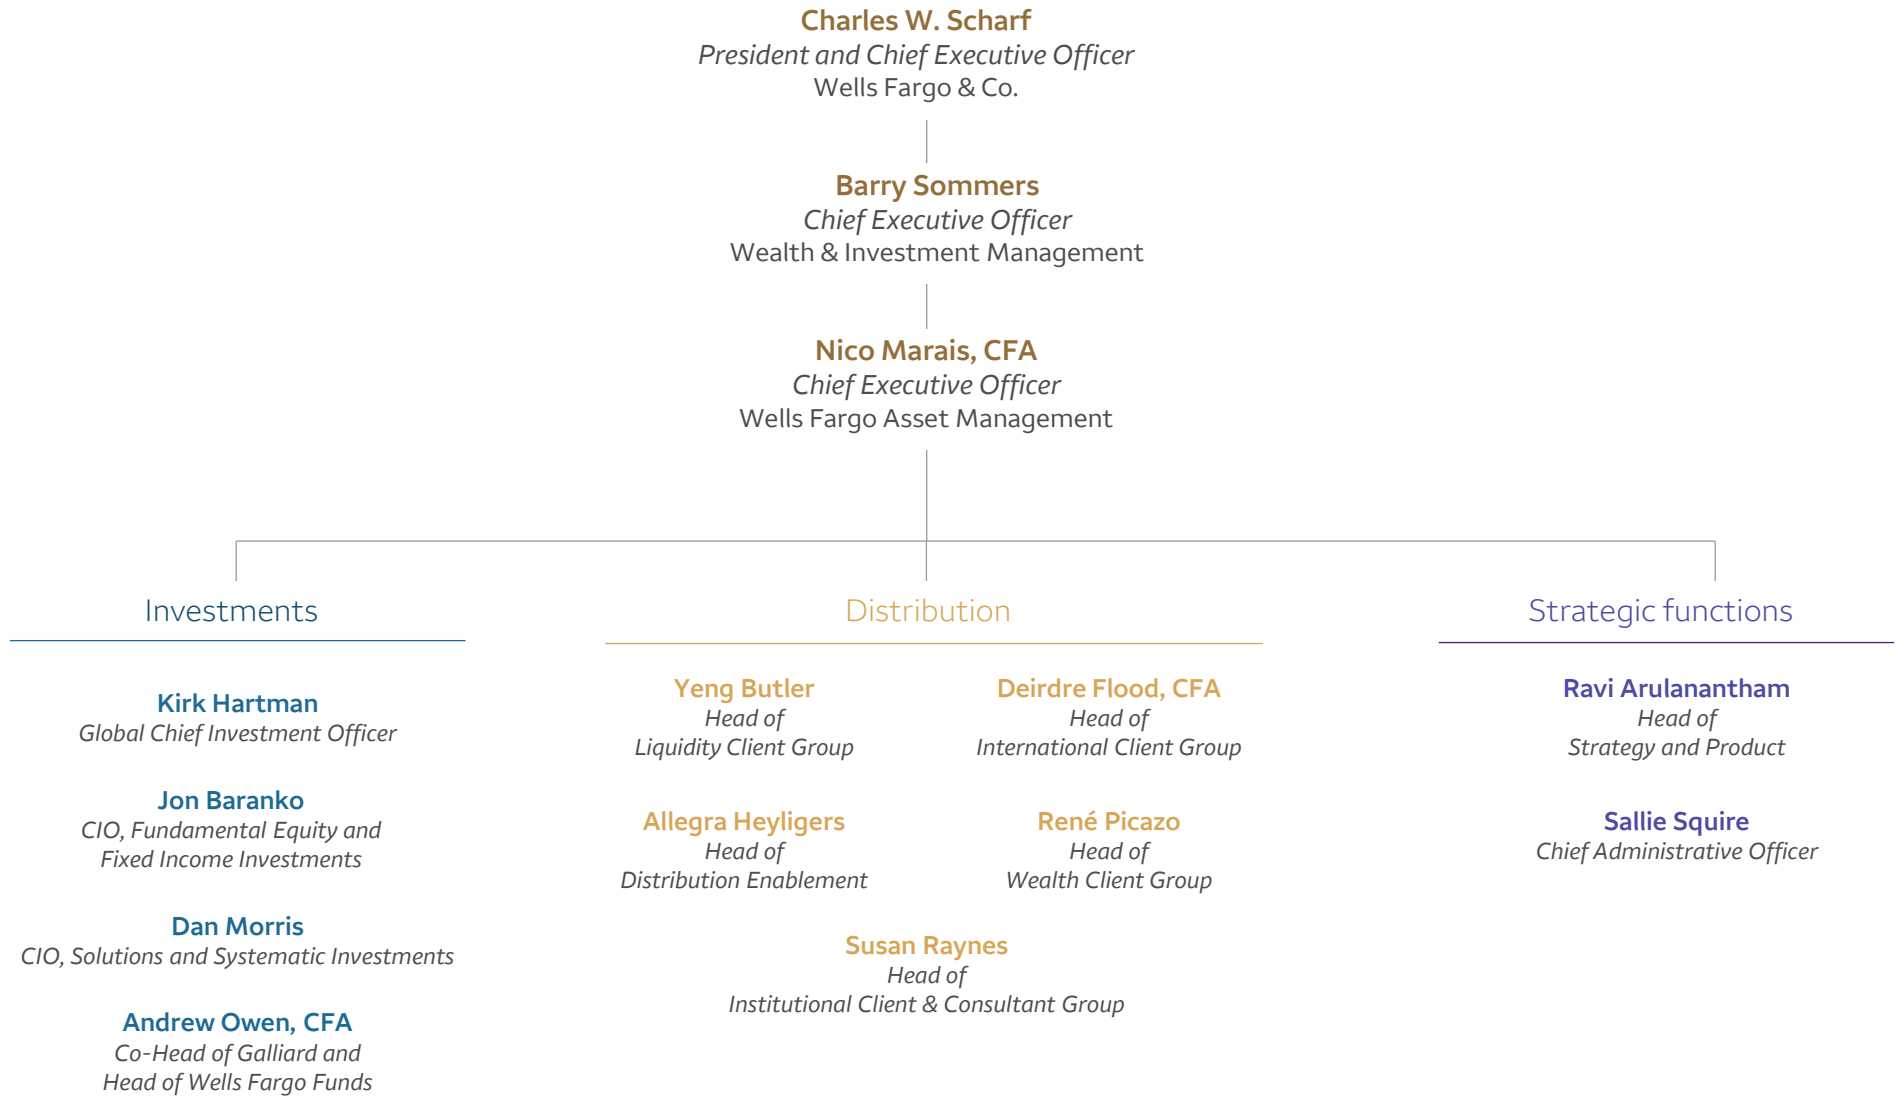 Charles W. Scharf
President and Chief Executive Officer
Wells Fargo & Co.
Barry Sommers
Chief Executive Officer
Wealth & Investment Management
Nico Marais, CFA
Chief Executive Officer
Wells Fargo Asset Management
Investments
Kirk Hartman
Global Chief Investment Officer
Jon Baranko
CIO, Fundamental Equity and
Fixed Income Investments
Dan Morris
CIO, Solutions and Systematic Investments
Andrew Owen, CFA
Co-Head of Galliard and
Head of Wells Fargo Funds
Distribution
Yeng Butler
Head of
Liquidity Client Group
Deirdre Flood, CFA
Head of
International Client Group
Allegra Heyligers
Head of
Distribution Enablement
René Picazo
Head of
Wealth Client Group
Susan Raynes
Head of
Institutional Client & Consultant Group
Strategic functions
Ravi Arulanantham
Head of
Strategy and Product
Sallie Squire
Chief Administrative Officer